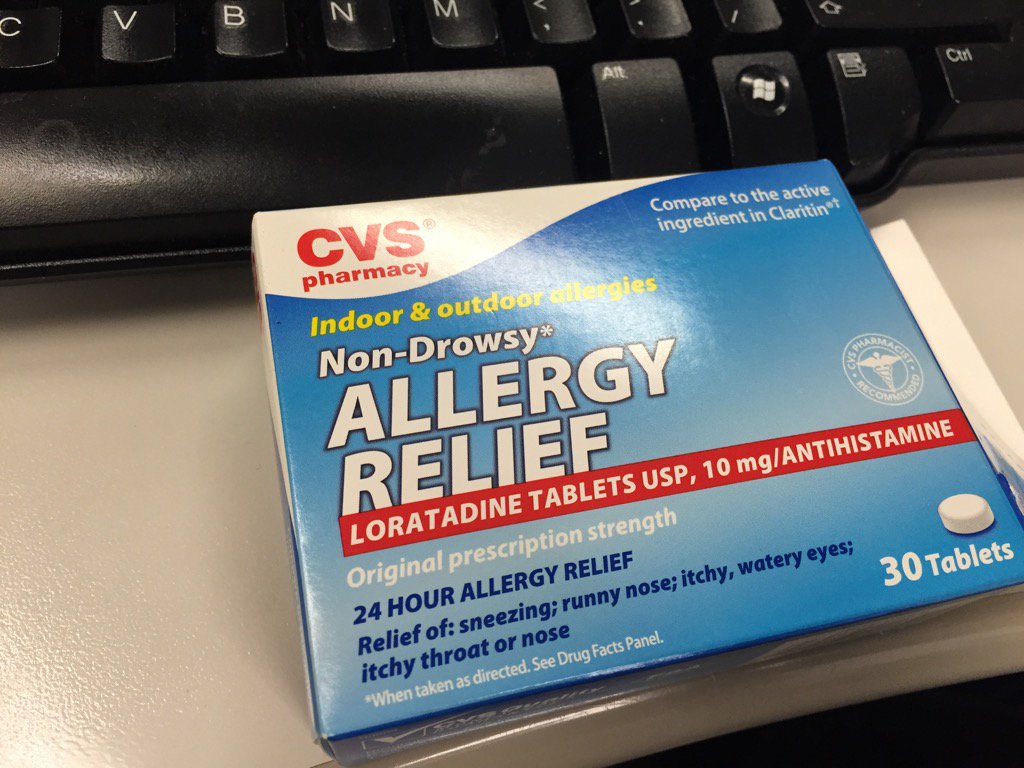 C V B N M < , > . ? /
Alt
Ctrl
CVS®
pharmacy
Compare to the active
ingredient in Claritin®†
Indoor & outdoor allergies
Non-Drowsy*
ALLERGY
RELIEF
CVS PHARMACIST
RECOMMENDED
LORATADINE TABLETS USP, 10 mg/ANTIHISTAMINE
Original prescription strength
24 HOUR ALLERGY RELIEF
Relief of: sneezing; runny nose; itchy, watery eyes;
itchy throat or nose
*When taken as directed. See Drug Facts Panel.
30 Tablets